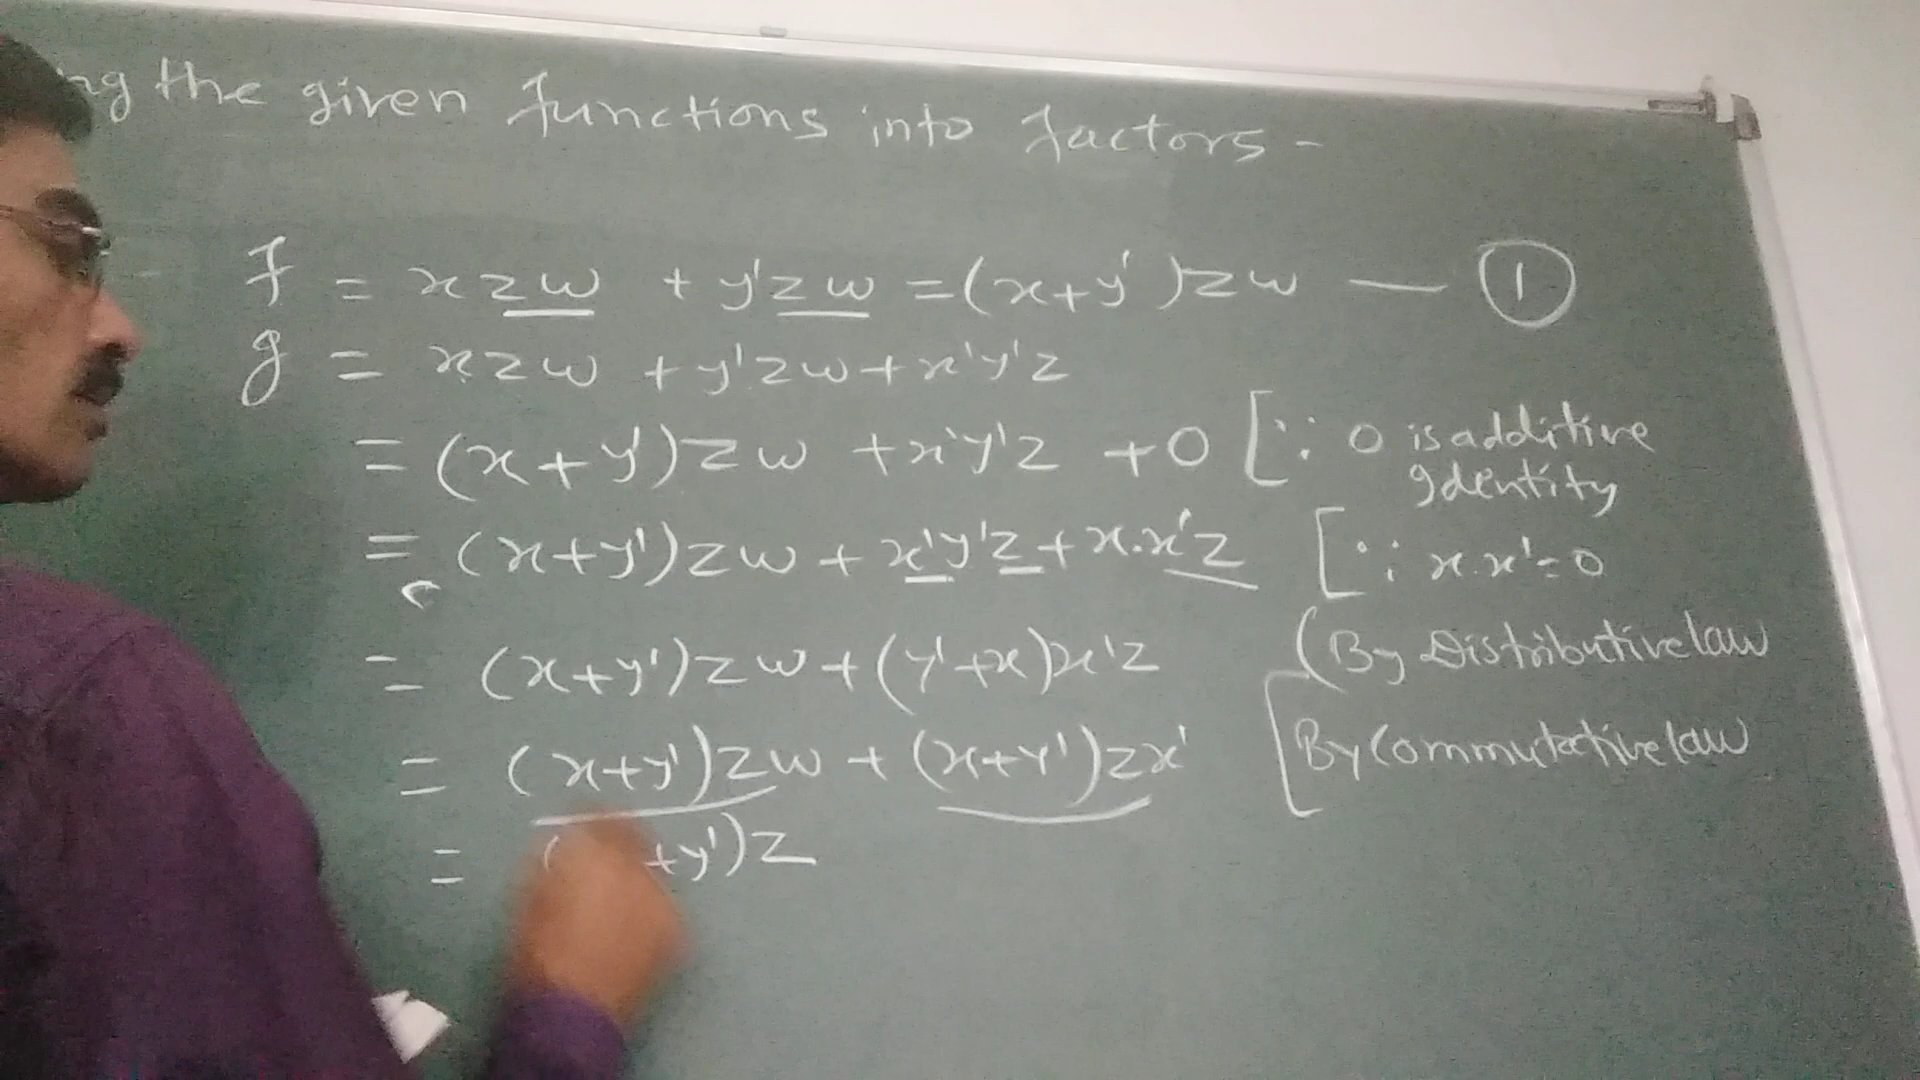 the given functions into factors -
f = xzw + y'zw = (x+y')zw — ①
g = xzw + y'zw + x'y'z
= (x+y')zw + x'y'z + 0 [∵ 0 is additive
Identity
= (x+y')zw + x'y'z + x.x'z [∵ x.x'=0
= (x+y')zw + (y'+x)x'z (By Distributive law
= (x+y')zw + (x+y')zx' [By Commutative law
= ( +y')z